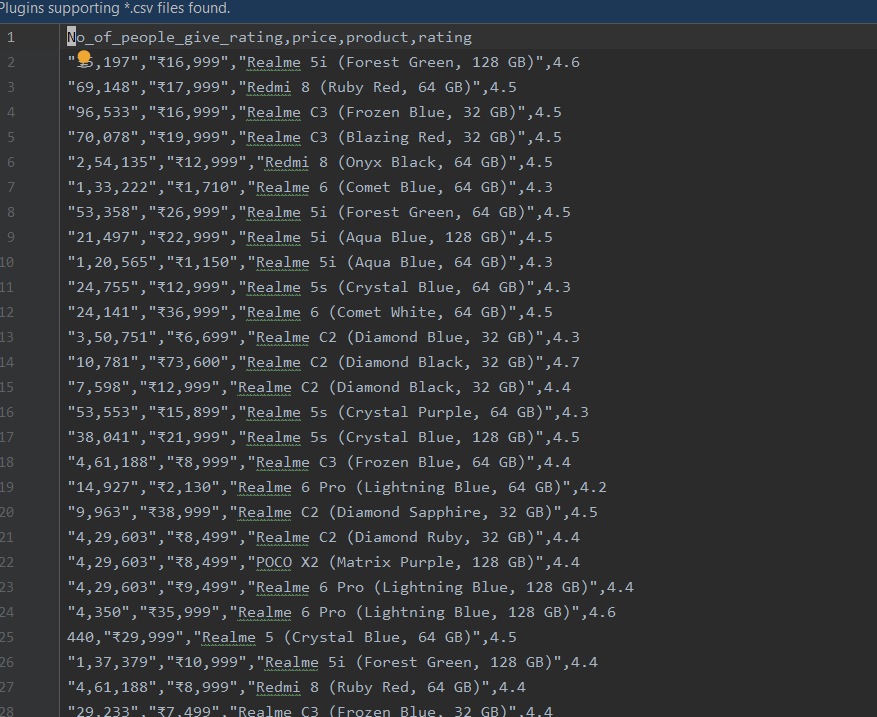 Plugins supporting *.csv files found.
1 No_of_people_give_rating,price,product,rating
2 5,197","₹16,999","Realme 5i (Forest Green, 128 GB)",4.6
3 "69,148","₹17,999","Redmi 8 (Ruby Red, 64 GB)",4.5
4 "96,533","₹16,999","Realme C3 (Frozen Blue, 32 GB)",4.5
5 "70,078","₹19,999","Realme C3 (Blazing Red, 32 GB)",4.5
6 "2,54,135","₹12,999","Redmi 8 (Onyx Black, 64 GB)",4.5
7 "1,33,222","₹1,710","Realme 6 (Comet Blue, 64 GB)",4.3
8 "53,358","₹26,999","Realme 5i (Forest Green, 64 GB)",4.5
9 "21,497","₹22,999","Realme 5i (Aqua Blue, 128 GB)",4.5
10 "1,20,565","₹1,150","Realme 5i (Aqua Blue, 64 GB)",4.3
11 "24,755","₹12,999","Realme 5s (Crystal Blue, 64 GB)",4.3
12 "24,141","₹36,999","Realme 6 (Comet White, 64 GB)",4.5
13 "3,50,751","₹6,699","Realme C2 (Diamond Blue, 32 GB)",4.3
14 "10,781","₹73,600","Realme C2 (Diamond Black, 32 GB)",4.7
15 "7,598","₹12,999","Realme C2 (Diamond Black, 32 GB)",4.4
16 "53,553","₹15,899","Realme 5s (Crystal Purple, 64 GB)",4.3
17 "38,041","₹21,999","Realme 5s (Crystal Blue, 128 GB)",4.5
18 "4,61,188","₹8,999","Realme C3 (Frozen Blue, 64 GB)",4.4
19 "14,927","₹2,130","Realme 6 Pro (Lightning Blue, 64 GB)",4.2
20 "9,963","₹38,999","Realme C2 (Diamond Sapphire, 32 GB)",4.5
21 "4,29,603","₹8,499","Realme C2 (Diamond Ruby, 32 GB)",4.4
22 "4,29,603","₹8,499","POCO X2 (Matrix Purple, 128 GB)",4.4
23 "4,29,603","₹9,499","Realme 6 Pro (Lightning Blue, 128 GB)",4.4
24 "4,350","₹35,999","Realme 6 Pro (Lightning Blue, 128 GB)",4.6
25 440,"₹29,999","Realme 5 (Crystal Blue, 64 GB)",4.5
26 "1,37,379","₹10,999","Realme 5i (Forest Green, 128 GB)",4.4
27 "4,61,188","₹8,999","Redmi 8 (Ruby Red, 64 GB)",4.4
28 "29,233","₹7,499","Realme C3 (Frozen Blue, 32 GB)",4.4